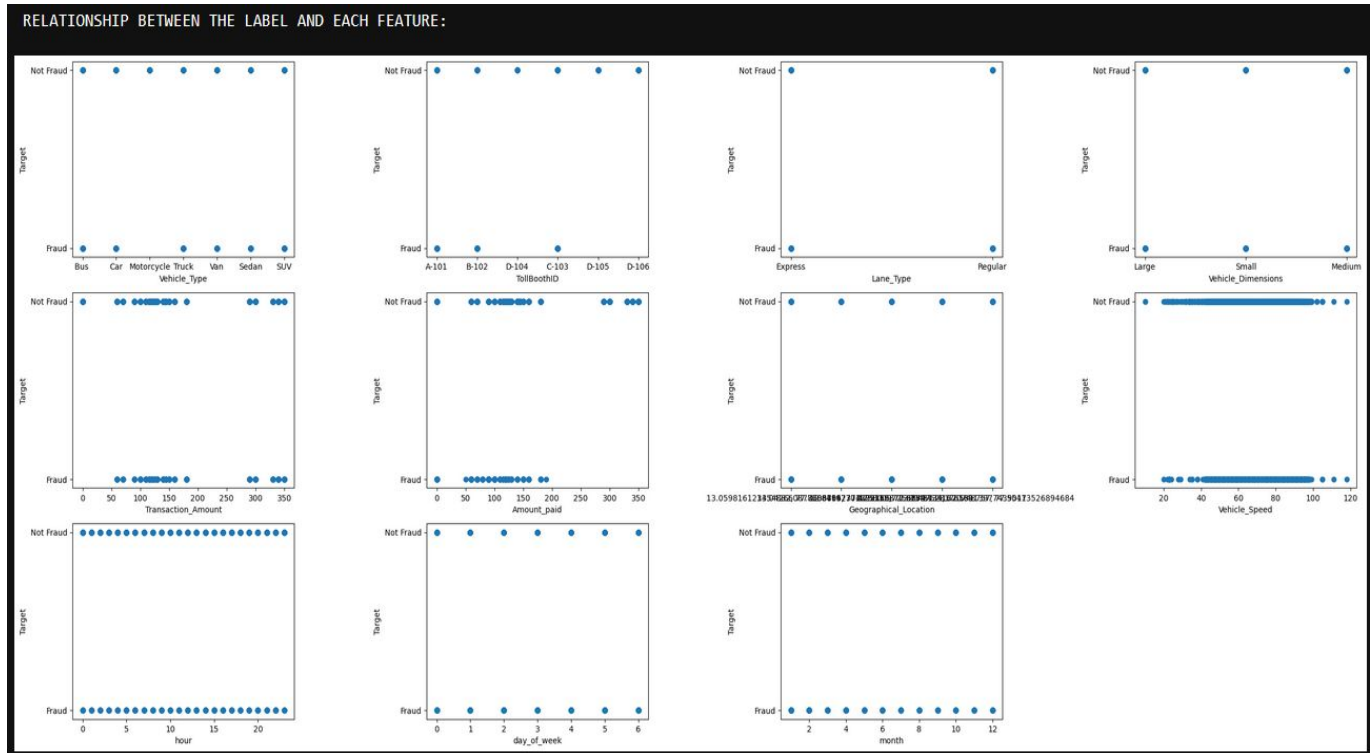 RELATIONSHIP BETWEEN THE LABEL AND EACH FEATURE:
Not Fraud
Target
Fraud
Bus Car Motorcycle Truck Van Sedan SUV
Vehicle_Type
Not Fraud
Target
Fraud
A-101 B-102 D-104 C-103 D-105 D-106
TollBoothID
Not Fraud
Target
Fraud
Express Regular
Lane_Type
Not Fraud
Target
Fraud
Large Small Medium
Vehicle_Dimensions
Not Fraud
Target
Fraud
0 50 100 150 200 250 300 350
Transaction_Amount
Not Fraud
Target
Fraud
0 50 100 150 200 250 300 350
Amount_paid
Not Fraud
Target
Fraud
Geographical_Location
Not Fraud
Target
Fraud
20 40 60 80 100 120
Vehicle_Speed
Not Fraud
Target
Fraud
0 5 10 15 20
hour
Not Fraud
Target
Fraud
0 1 2 3 4 5 6
day_of_week
Not Fraud
Target
Fraud
2 4 6 8 10 12
month